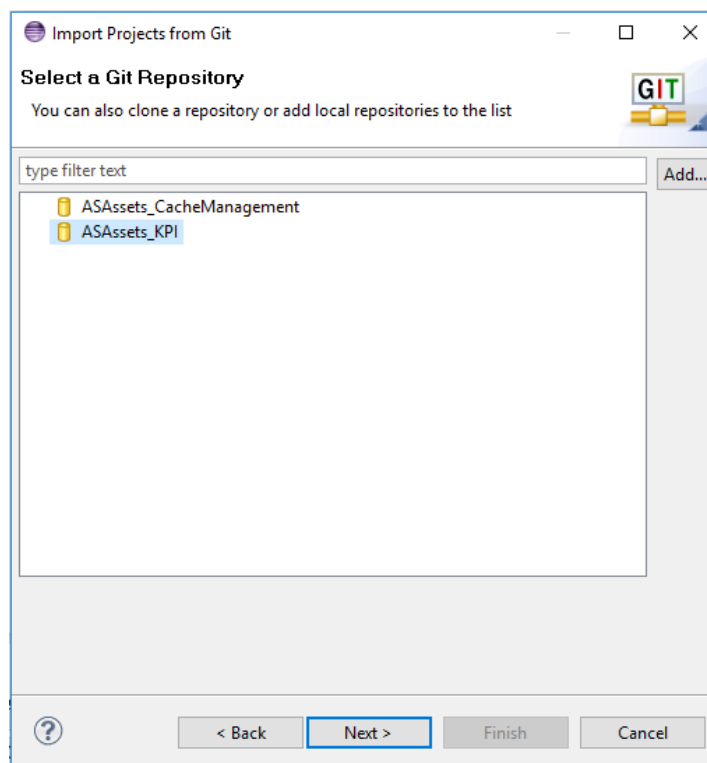 Import Projects from Git
Select a Git Repository
You can also clone a repository or add local repositories to the list
GIT
type filter text
Add...
ASAssets_CacheManagement
ASAssets_KPI
?
< Back
Next >
Finish
Cancel